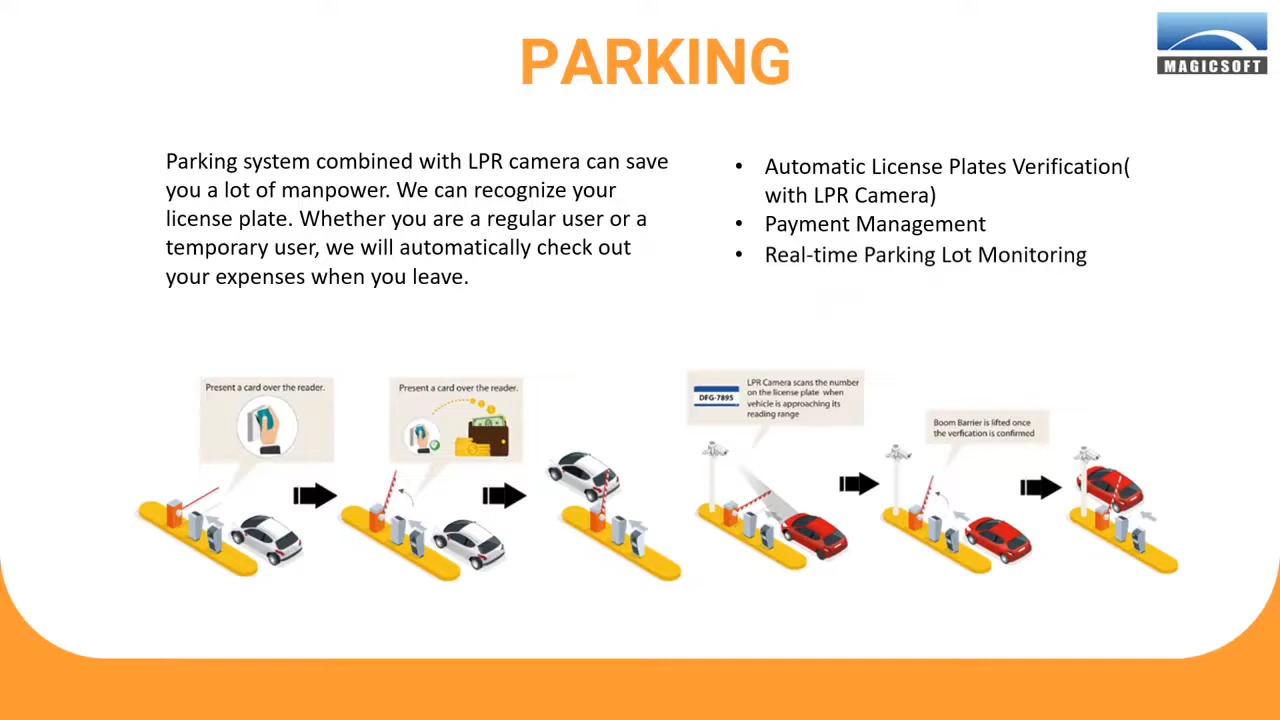 PARKING
MAGICSOFT
Parking system combined with LPR camera can save
you a lot of manpower. We can recognize your
license plate. Whether you are a regular user or a
temporary user, we will automatically check out
your expenses when you leave.
• Automatic License Plates Verification(
with LPR Camera)
• Payment Management
• Real-time Parking Lot Monitoring
Present a card over the reader.
Present a card over the reader.
DFG-7895
LPR Camera scans the number
on the license plate when
vehicle is approaching its
reading range
Boom Barrier is lifted once
the verfication is confirmed